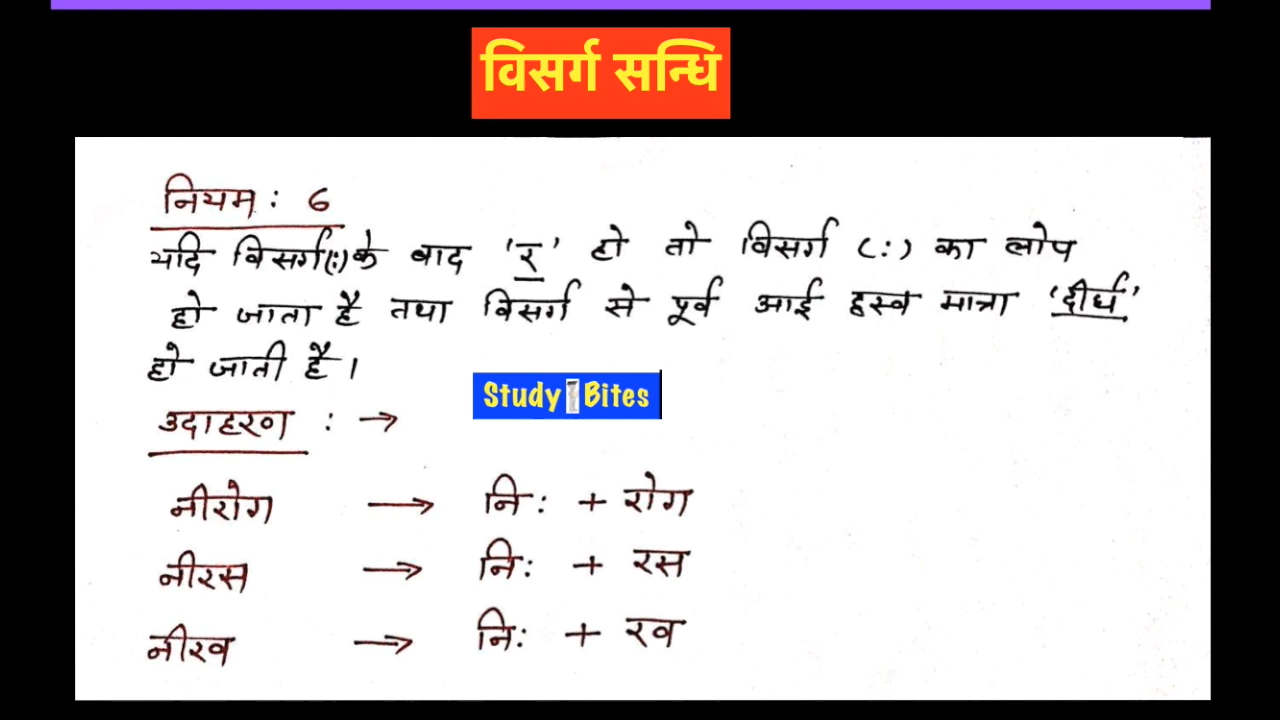 विसर्ग सन्धि
नियम : 6
यदि विसर्ग(:)के बाद 'र' हो तो विसर्ग (:) का लोप
हो जाता है तथा विसर्ग से पूर्व आई ह्रस्व मात्रा 'दीर्घ'
हो जाती है।
Study Bites
उदाहरण : →
नीरोग → नि: + रोग
नीरस → नि: + रस
नीरव → नि: + रव